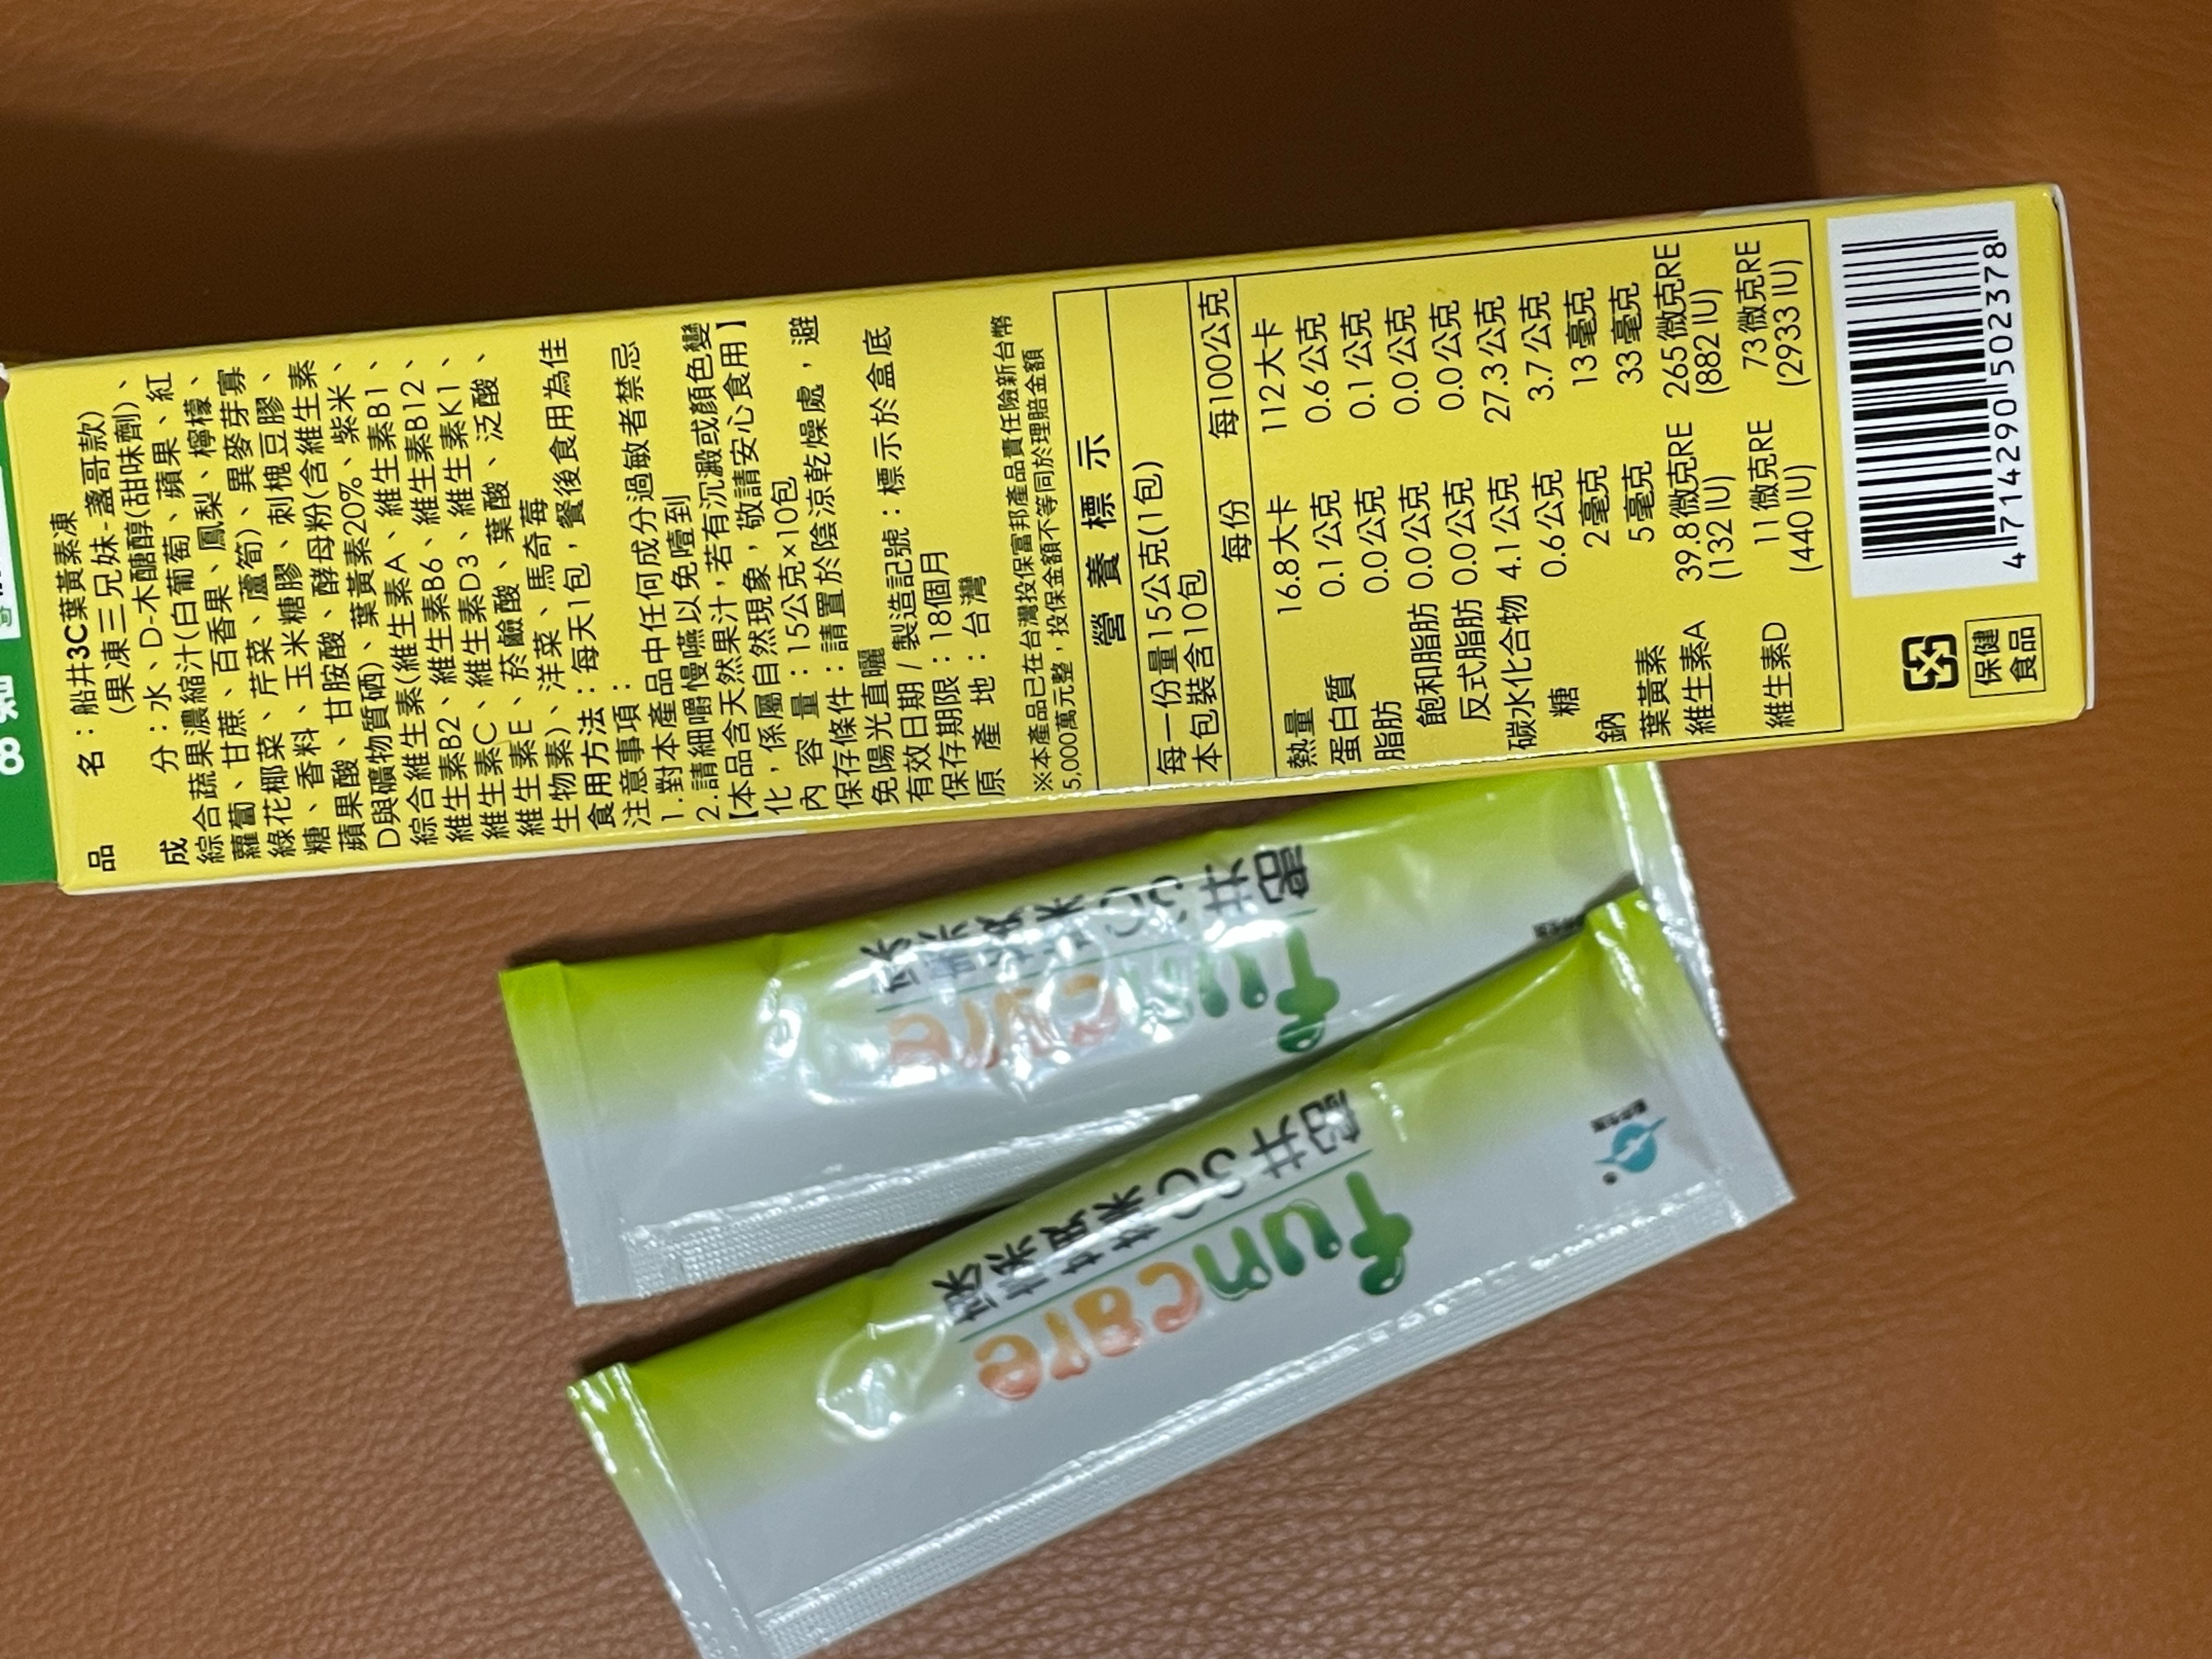 品　名：船井3C葉黃素凍
（果凍三兄妹-盞哥款）
成　分：水、D-木醣醇(甜味劑)、
綜合蔬果濃縮汁(白葡萄、蘋果、紅
蘿蔔、甘蔗、百香果、鳳梨、檸檬、
綠花椰菜、芹菜、蘆筍)、異麥芽寡
糖、香料、玉米糖膠、刺槐豆膠、
蘋果酸、甘胺酸、酵母粉(含維生素
D與礦物質硒)、葉黃素20%、紫米、
綜合維生素(維生素A、維生素B1、
維生素B2、維生素B6、維生素B12、
維生素C、維生素D3、維生素K1、
維生素E、菸鹼酸、葉酸、泛酸、
生物素)、洋菜、馬奇莓
食用方法：每天1包，餐後食用為佳
注意事項：
1.對本產品中任何成分過敏者禁忌
2.請細嚼慢嚥以免噎到
【本品含天然果汁，若有沉澱或顏色變
化，係屬自然現象，敬請安心食用】
內 容 量：15公克×10包
保存條件：請置於陰涼乾燥處，避
免陽光直曬
有效日期/製造記號：標示於盒底
保存期限：18個月
原 產 地：台灣
※本產品已在台灣投保富邦產品責任險新台幣
5,000萬元整，投保金額不等同於理賠金額
營 養 標 示
每一份量15公克(1包)
本包裝含10包
每份 每100公克
熱量 16.8大卡 112大卡
蛋白質 0.1公克 0.6公克
脂肪 0.0公克 0.1公克
飽和脂肪 0.0公克 0.0公克
反式脂肪 0.0公克 0.0公克
碳水化合物 4.1公克 27.3公克
糖 0.6公克 3.7公克
鈉 2毫克 13毫克
葉黃素 5毫克 33毫克
維生素A 39.8微克RE 265微克RE
(132 IU) (882 IU)
維生素D 11微克RE 73微克RE
(440 IU) (2933 IU)
保健
食品
4 714290 502378
funcare
船井3C葉黃素凍
funcare
船井3C葉黃素凍